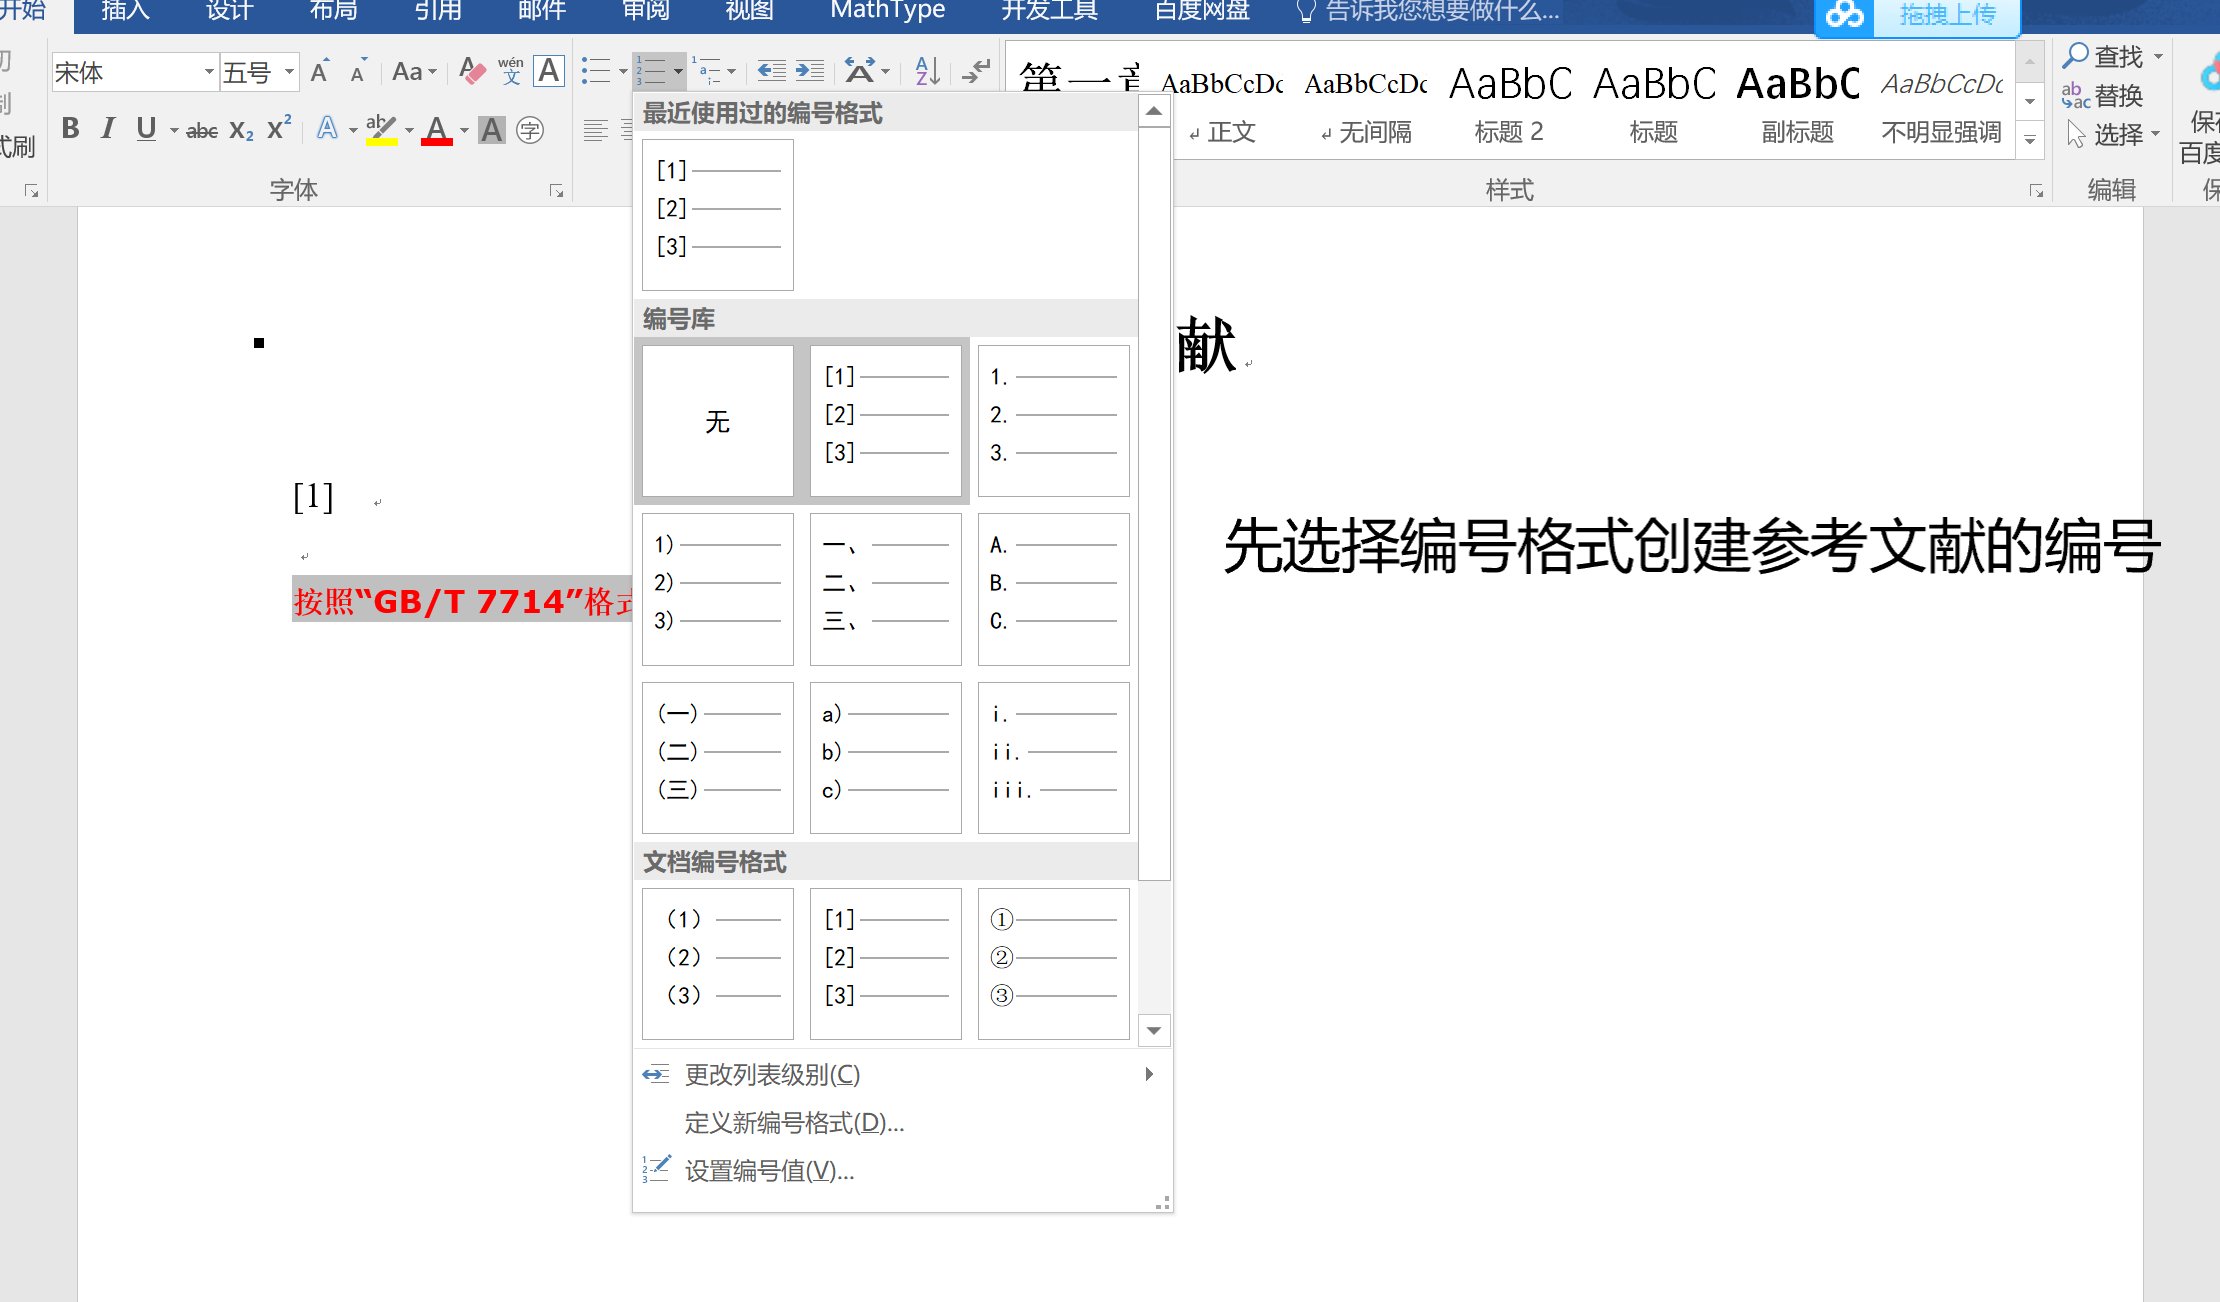 开始 插入 设计 布局 引用 邮件 审阅 视图 MathType 开发工具 百度网盘 告诉我您想要做什么... 拖拽上传
宋体 五号 Aa wén 文 A
B I U abc X₂ X² A ab A A 字
式刷
字体
AaBbCcDc AaBbCcDc AaBbC AaBbC AaBbC AaBbCcDc
正文 无间隔 标题 2 标题 副标题 不明显强调
样式
查找
替换
选择
编辑
百度
最近使用过的编号格式
[1]
[2]
[3]
编号库
无
[1]
[2]
[3]
1.
2.
3.
1)
2)
3)
一、
二、
三、
A.
B.
C.
(一)
(二)
(三)
a)
b)
c)
i.
ii.
iii.
文档编号格式
(1)
(2)
(3)
[1]
[2]
[3]
①
②
③
更改列表级别(C)
定义新编号格式(D)...
设置编号值(V)...
献
[1]
按照“GB/T 7714”格式
先选择编号格式创建参考文献的编号